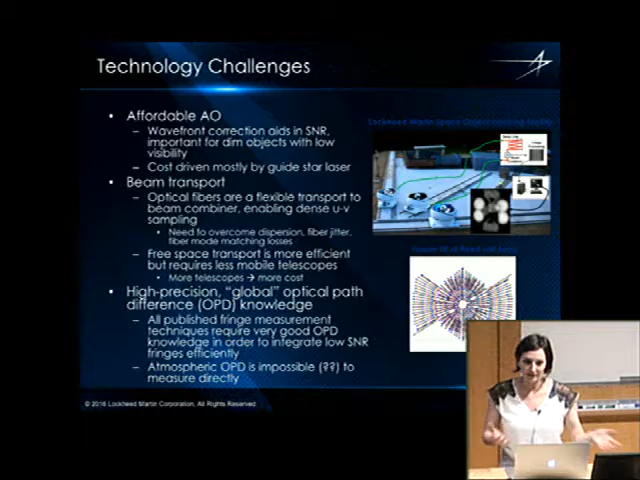 Technology Challenges
• Affordable AO
– Wavefront correction aids in SNR,
important for dim objects with low
visibility
– Cost driven mostly by guide star laser
• Beam transport
– Optical fibers are a flexible transport to
beam combiner, enabling dense u-v
sampling
• Need to overcome dispersion, fiber jitter,
fiber mode matching losses
– Free space transport is more efficient
but requires less mobile telescopes
• More telescopes → more cost
• High-precision, "global" optical path
difference (OPD) knowledge
– All published fringe measurement
techniques require very good OPD
knowledge in order to integrate low SNR
fringes efficiently
– Atmospheric OPD is impossible (??) to
measure directly
Lockheed Martin Space Object
© 2016 Lockheed Martin Corporation, All Rights Reserved